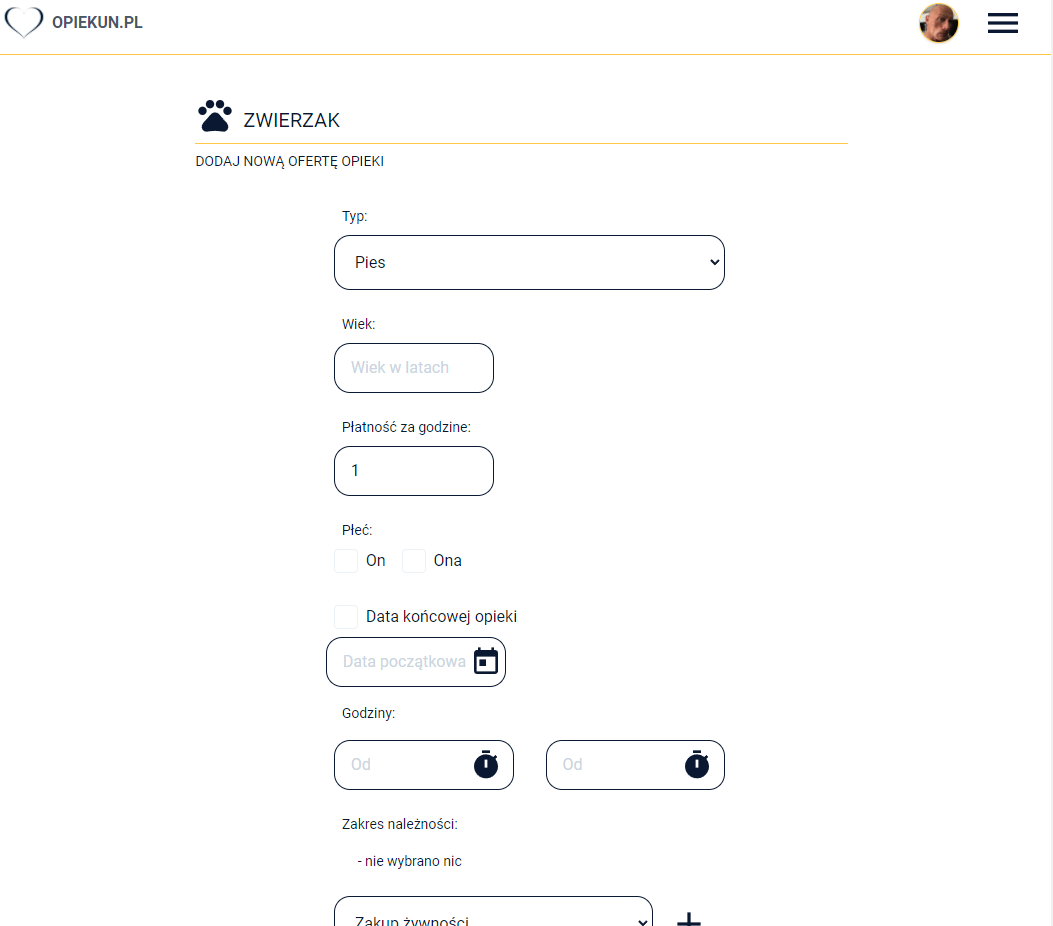 OPIEKUN.PL
ZWIERZAK
DODAJ NOWĄ OFERTĘ OPIEKI
Typ:
Pies
Wiek:
Wiek w latach
Płatność za godzine:
1
Płeć:
On Ona
Data końcowej opieki
Data początkowa
Godziny:
Od Od
Zakres należności:
- nie wybrano nic
Zakup żywności